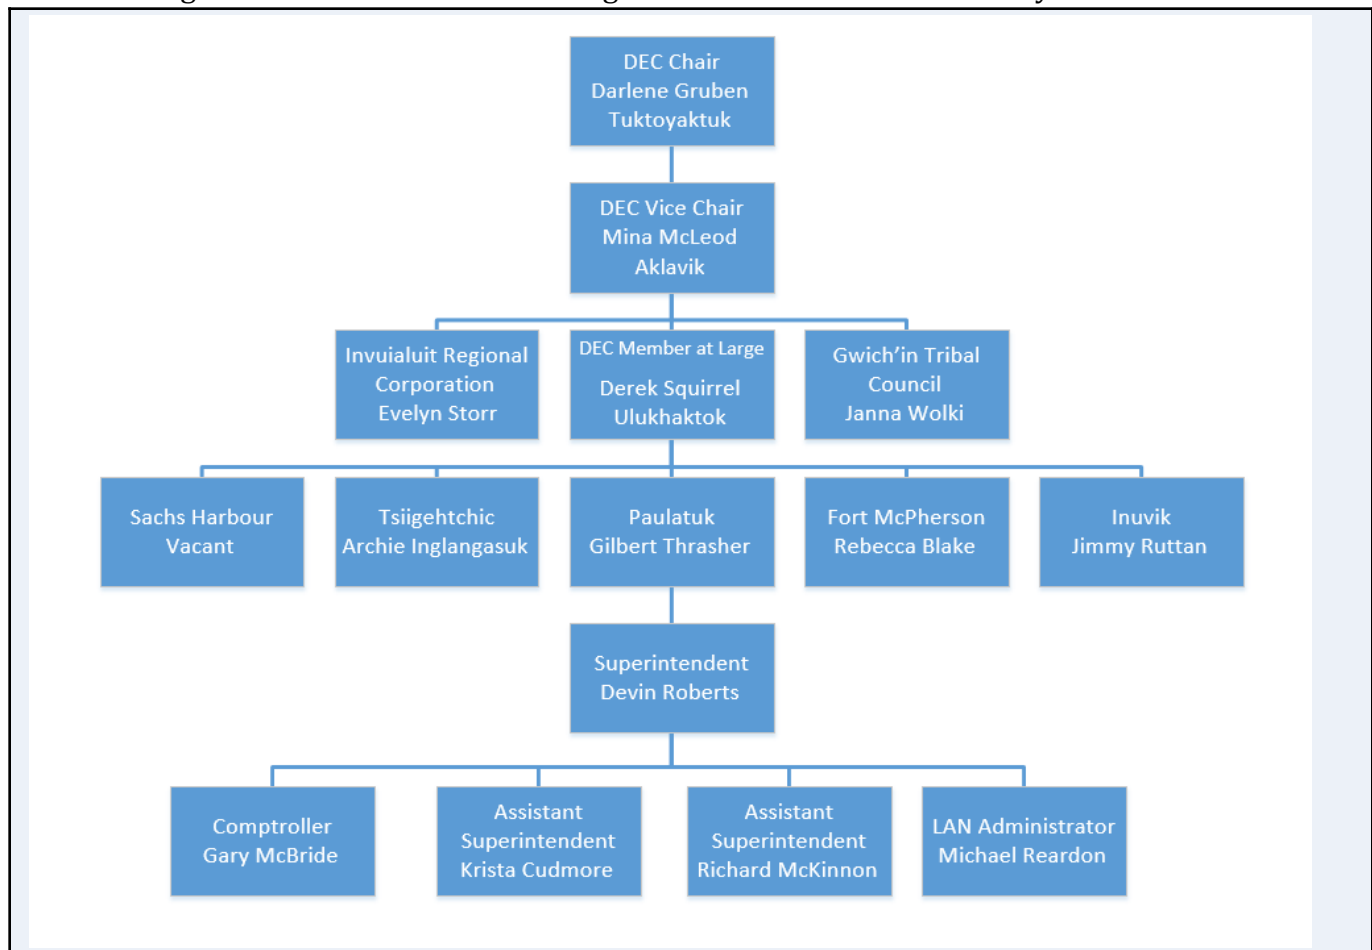 DEC Chair
Darlene Gruben
Tuktoyaktuk
DEC Vice Chair
Mina McLeod
Aklavik
Invuialuit Regional
Corporation
Evelyn Storr
DEC Member at Large
Derek Squirrel
Ulukhaktok
Gwich’in Tribal
Council
Janna Wolki
Sachs Harbour
Vacant
Tsiigehtchic
Archie Inglangasuk
Paulatuk
Gilbert Thrasher
Fort McPherson
Rebecca Blake
Inuvik
Jimmy Ruttan
Superintendent
Devin Roberts
Comptroller
Gary McBride
Assistant
Superintendent
Krista Cudmore
Assistant
Superintendent
Richard McKinnon
LAN Administrator
Michael Reardon